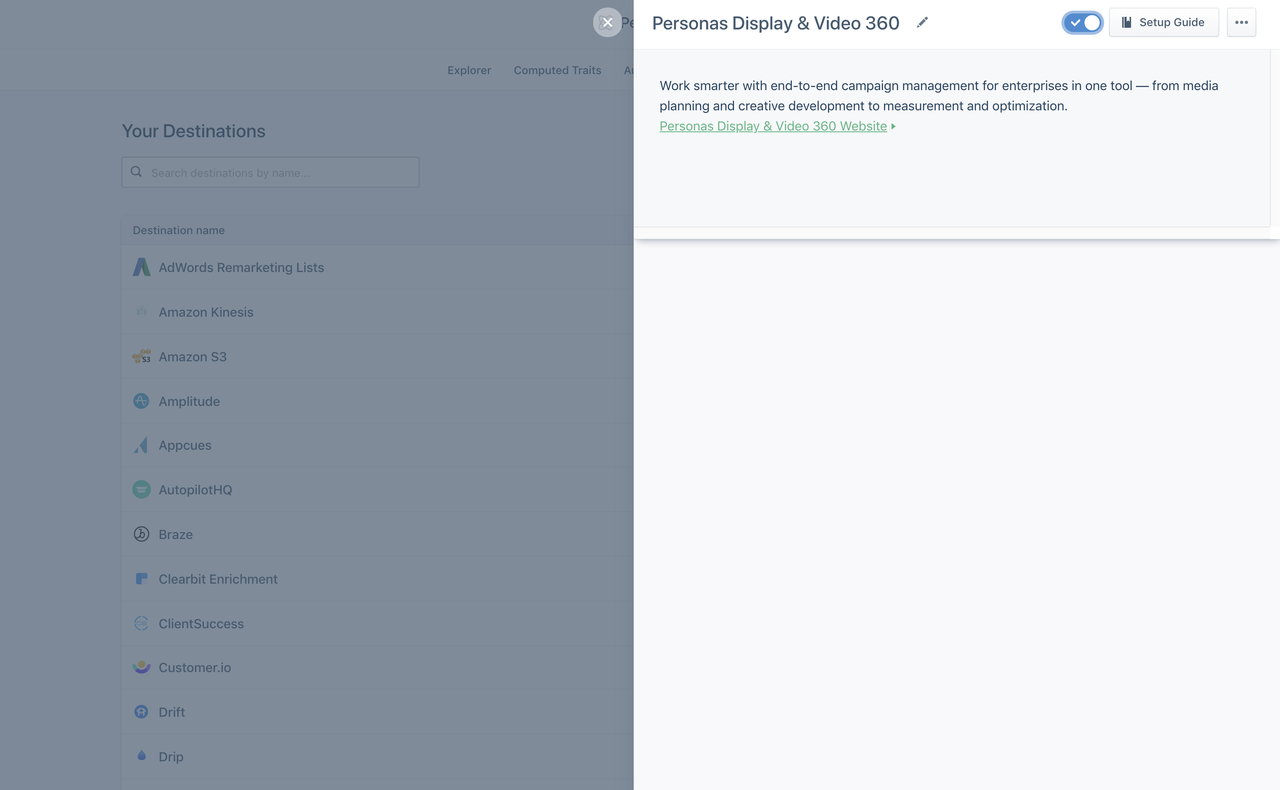 Pe
Personas Display & Video 360
Setup Guide
Explorer
Computed Traits
Au
Your Destinations
Search destinations by name...
Destination name
AdWords Remarketing Lists
Amazon Kinesis
S3
Amazon S3
Amplitude
Appcues
AutopilotHQ
Braze
Clearbit Enrichment
ClientSuccess
Customer.io
Drift
Drip
Work smarter with end-to-end campaign management for enterprises in one tool — from media
planning and creative development to measurement and optimization.
Personas Display & Video 360 Website